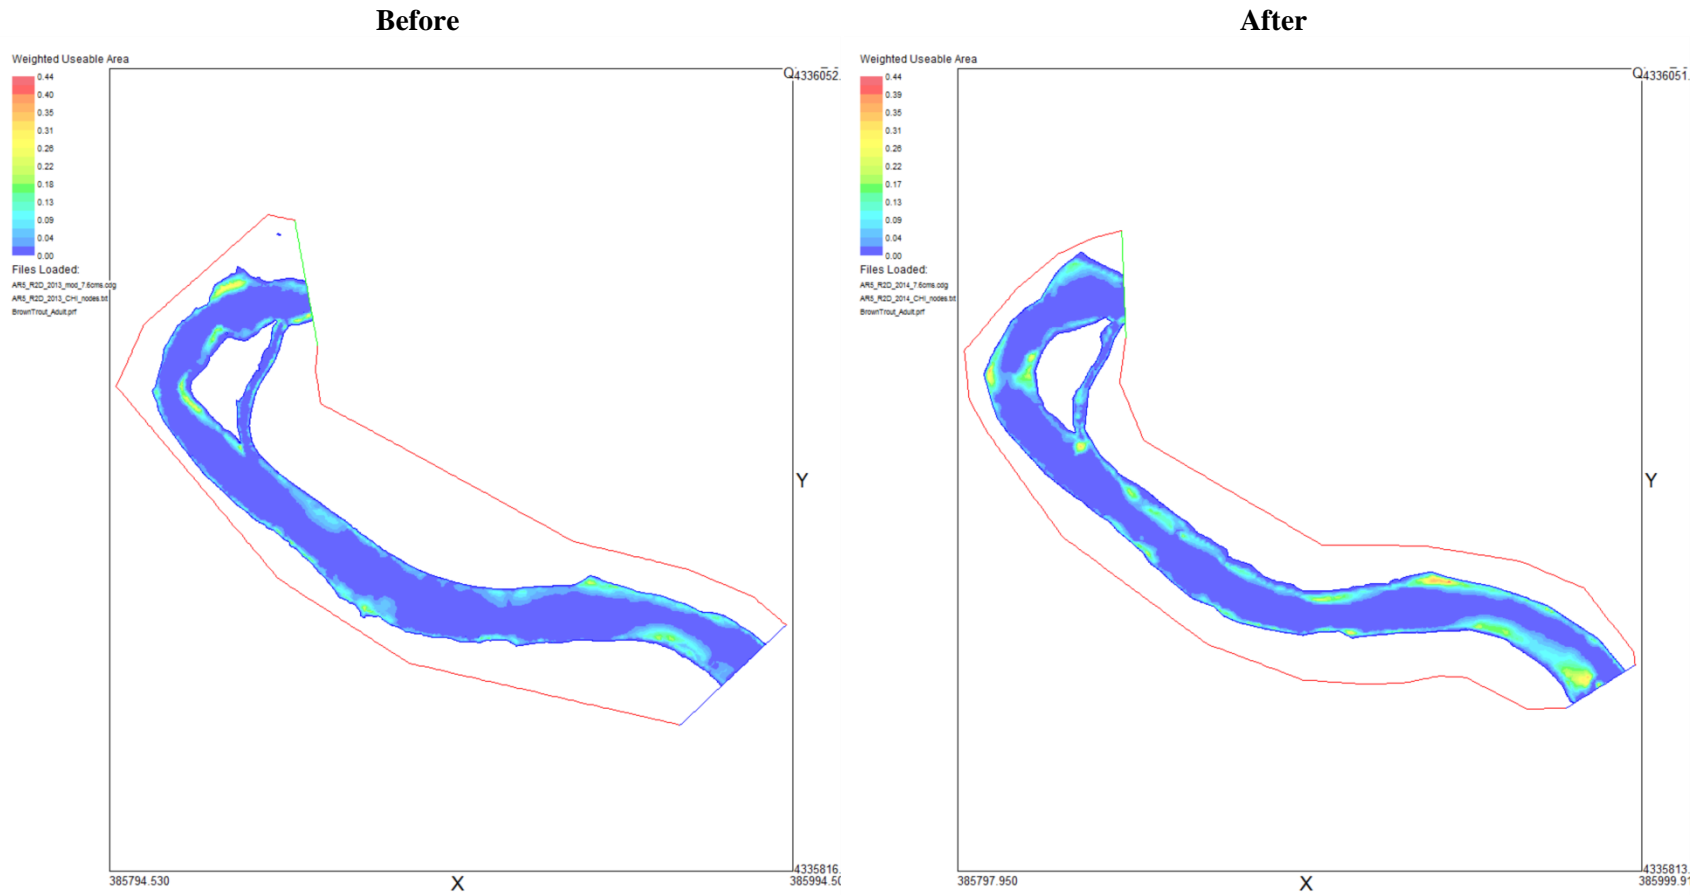 Before
After
Weighted Useable Area
0.44
0.40
0.35
0.31
0.26
0.22
0.18
0.13
0.09
0.04
0.00
Files Loaded:
AR5_R2D_2013_mod_7.6cms.cdg
AR5_R2D_2013_CHI_nodes.txt
BrownTrout_Adult.prf
Q
4336052.
Y
4335816.
385794.530
X
385994.50
Weighted Useable Area
0.44
0.39
0.35
0.31
0.26
0.22
0.17
0.13
0.09
0.04
0.00
Files Loaded:
AR5_R2D_2014_7.6cms.cdg
AR5_R2D_2014_CHI_nodes.txt
BrownTrout_Adult.prf
Q
4336051.
Y
4335813.
385797.950
X
385999.91